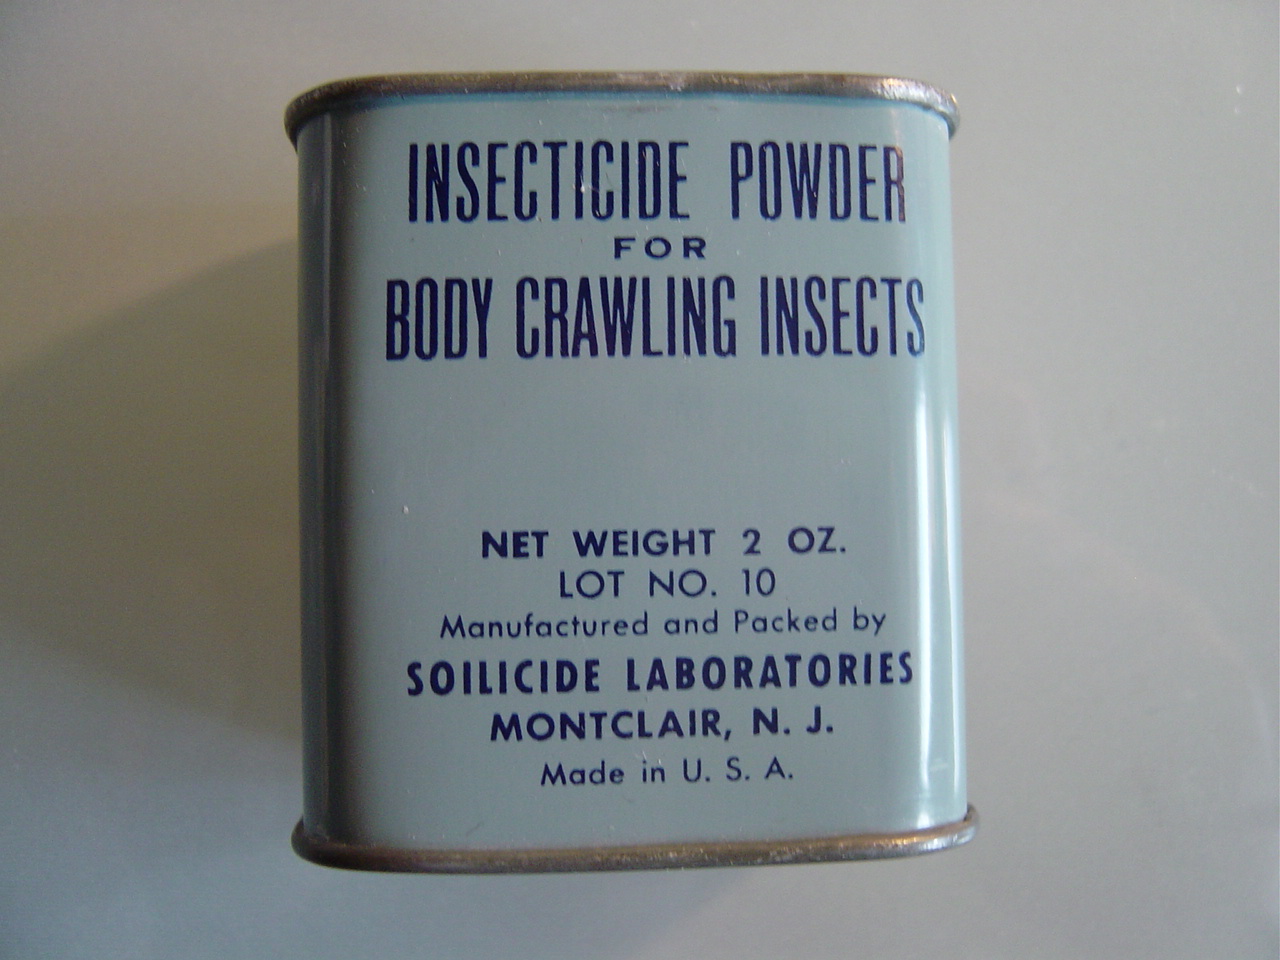 INSECTICIDE POWDER
FOR
BODY CRAWLING INSECTS
NET WEIGHT 2 OZ.
LOT NO. 10
Manufactured and Packed by
SOILICIDE LABORATORIES
MONTCLAIR, N. J.
Made in U. S. A.